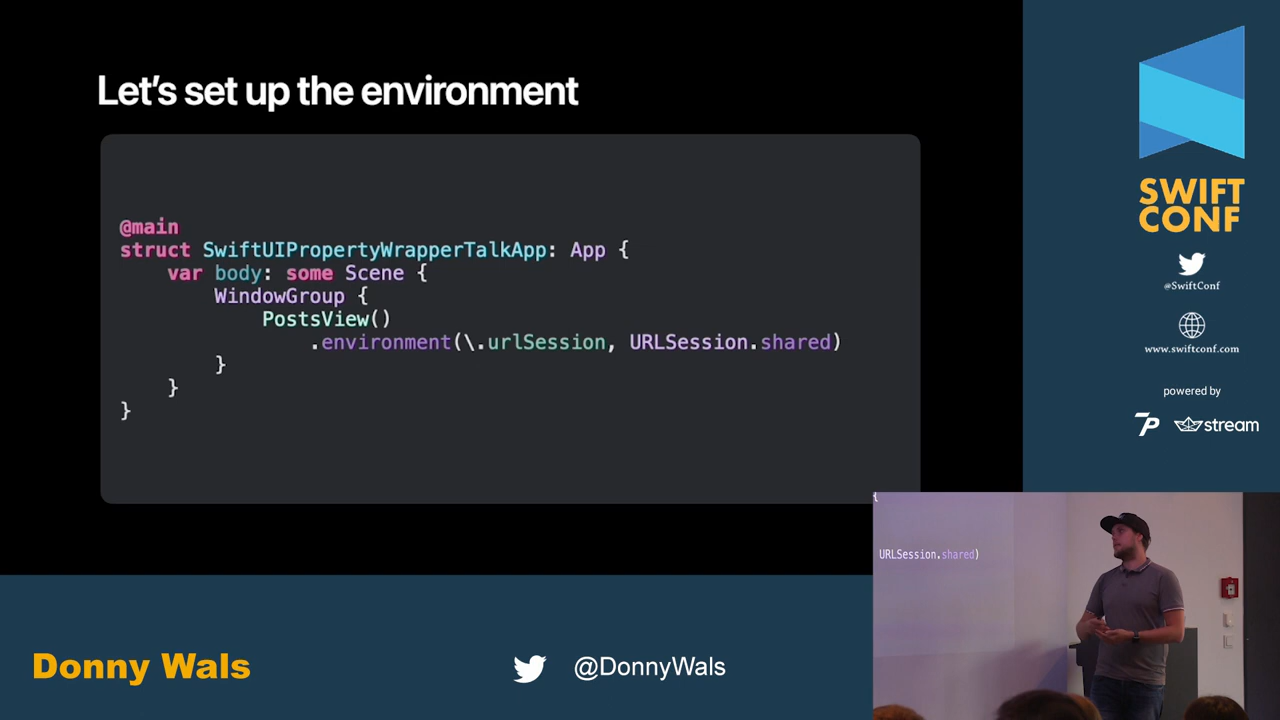 Let's set up the environment
@main
struct SwiftUIPropertyWrapperTalkApp: App {
var body: some Scene {
WindowGroup {
PostsView()
.environment(\.urlSession, URLSession.shared)
}
}
}
SWIFT
CONF
@SwiftConf
www.swiftconf.com
powered by
7P stream
{
URLSession.shared)
Donny Wals
@DonnyWals